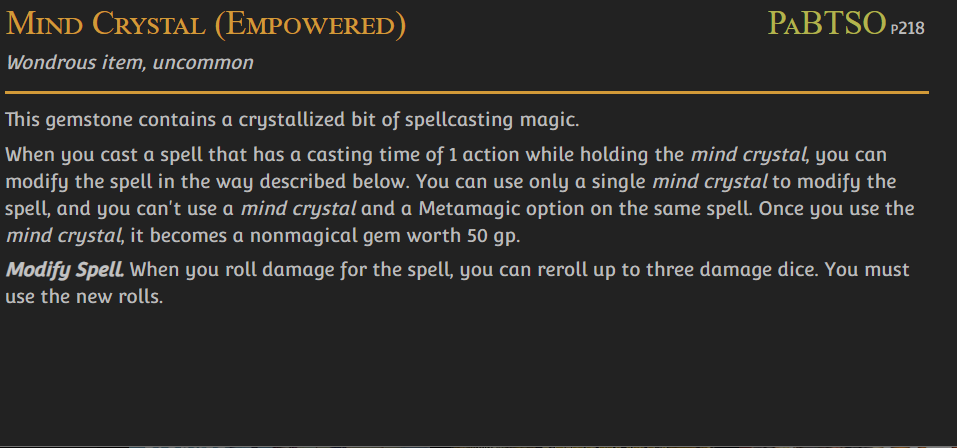 Mind Crystal (Empowered) PaBTSO p218
Wondrous item, uncommon
This gemstone contains a crystallized bit of spellcasting magic.
When you cast a spell that has a casting time of 1 action while holding the mind crystal, you can
modify the spell in the way described below. You can use only a single mind crystal to modify the
spell, and you can't use a mind crystal and a Metamagic option on the same spell. Once you use the
mind crystal, it becomes a nonmagical gem worth 50 gp.
Modify Spell. When you roll damage for the spell, you can reroll up to three damage dice. You must
use the new rolls.